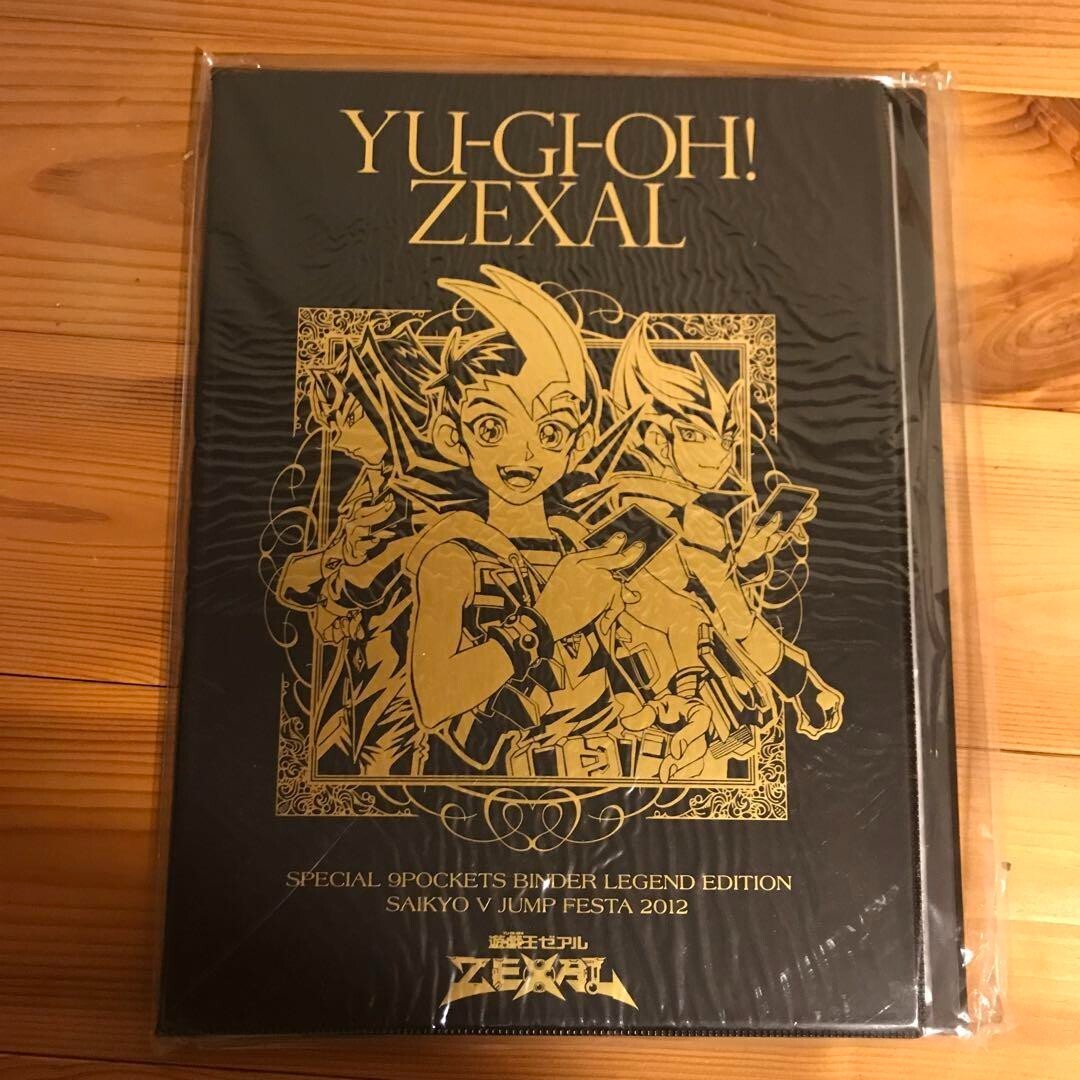 YU-GI-OH!
ZEXAL
SPECIAL 9POCKETS BINDER LEGEND EDITION
SAIKYO V JUMP FESTA 2012
遊戯王ゼアル
ZEXAL